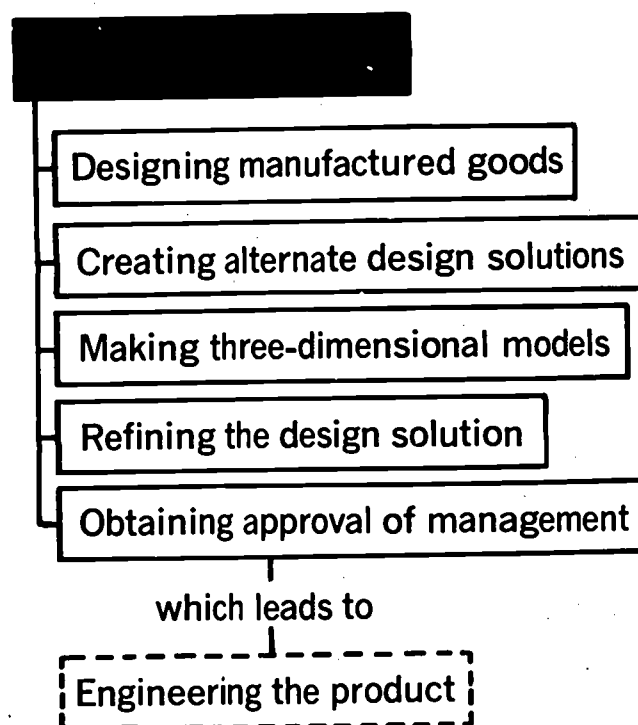 Designing manufactured goods
Creating alternate design solutions
Making three-dimensional models
Refining the design solution
Obtaining approval of management
which leads to
Engineering the product